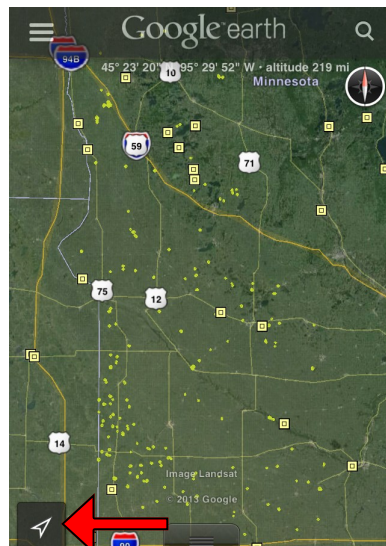 Google earth
94B
45° 23' 20" N 95° 29' 52" W • altitude 219 mi
10
Minnesota
59
71
75
12
14
Image Landsat
© 2013 Google
90